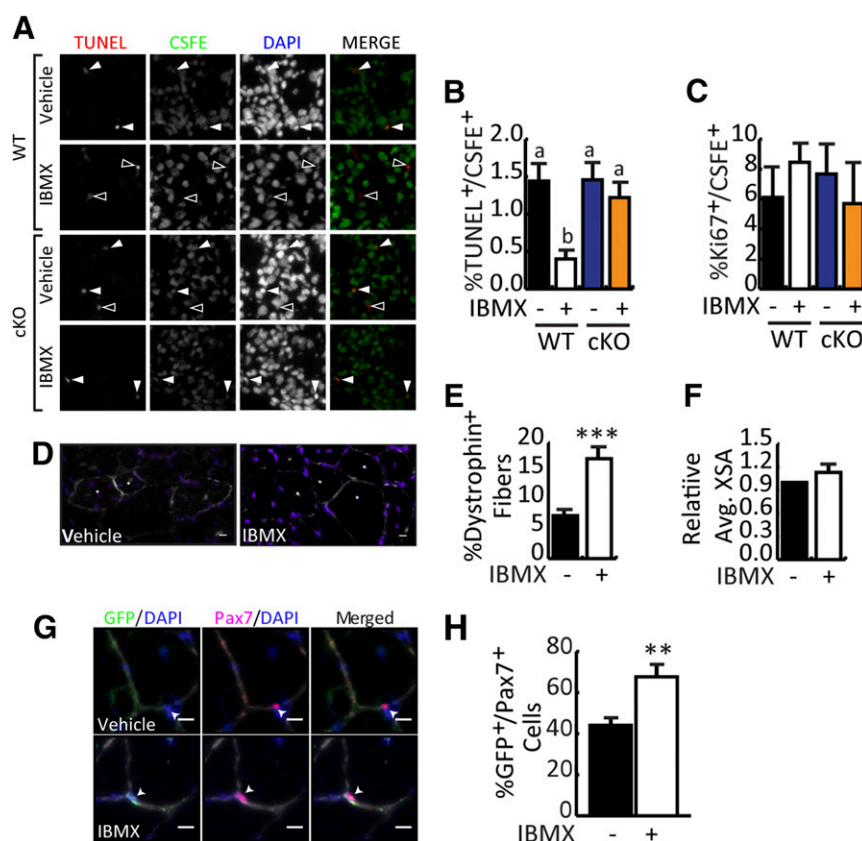 A
TUNEL CSFE DAPI MERGE
WT
Vehicle
IBMX
cKO
Vehicle
IBMX
B
%TUNEL+/CSFE+
2.0
1.5
1.0
0.5
0.0
a
b
a
a
IBMX - + - +
WT cKO
C
%Ki67+/CSFE+
10
8
6
4
2
0
IBMX - + - +
WT cKO
D
Vehicle
IBMX
E
%Dystrophin+
Fibers
20
15
10
5
0
***
IBMX - +
F
Relatiive
Avg. XSA
1.5
1.2
0.9
0.6
0.3
0.0
IBMX - +
G
GFP/DAPI Pax7/DAPI Merged
Vehicle
IBMX
H
%GFP+/Pax7+
Cells
80
60
40
20
0
**
IBMX - +